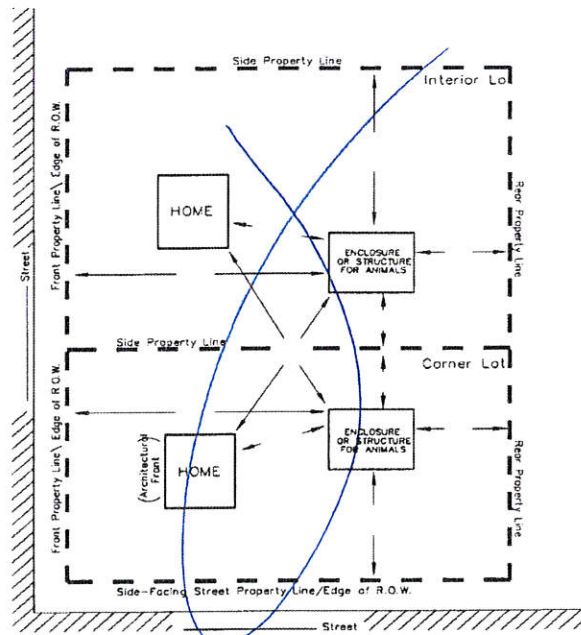 Side Property Line
Interior Lo
Front Property Line\ Edge of R.O.W.
HOME
ENCLOSURE
OR STRUCTURE
FOR ANIMALS
Rear Property Line
Street
Side Property Line
Corner Lot
Front Property Line\ Edge of R.O.W.
(Architectural
Front)
HOME
ENCLOSURE
OR STRUCTURE
FOR ANIMALS
Rear Property Line
Side-Facing Street Property Line/Edge of R.O.W.
Street